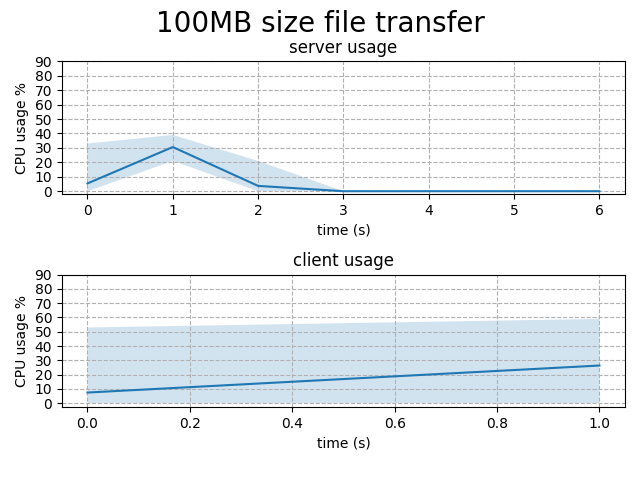 100MB size file transfer
server usage
90
80
70
60
50
40
30
20
10
0
CPU usage %
0 1 2 3 4 5 6
time (s)
client usage
90
80
70
60
50
40
30
20
10
0
CPU usage %
0.0 0.2 0.4 0.6 0.8 1.0
time (s)